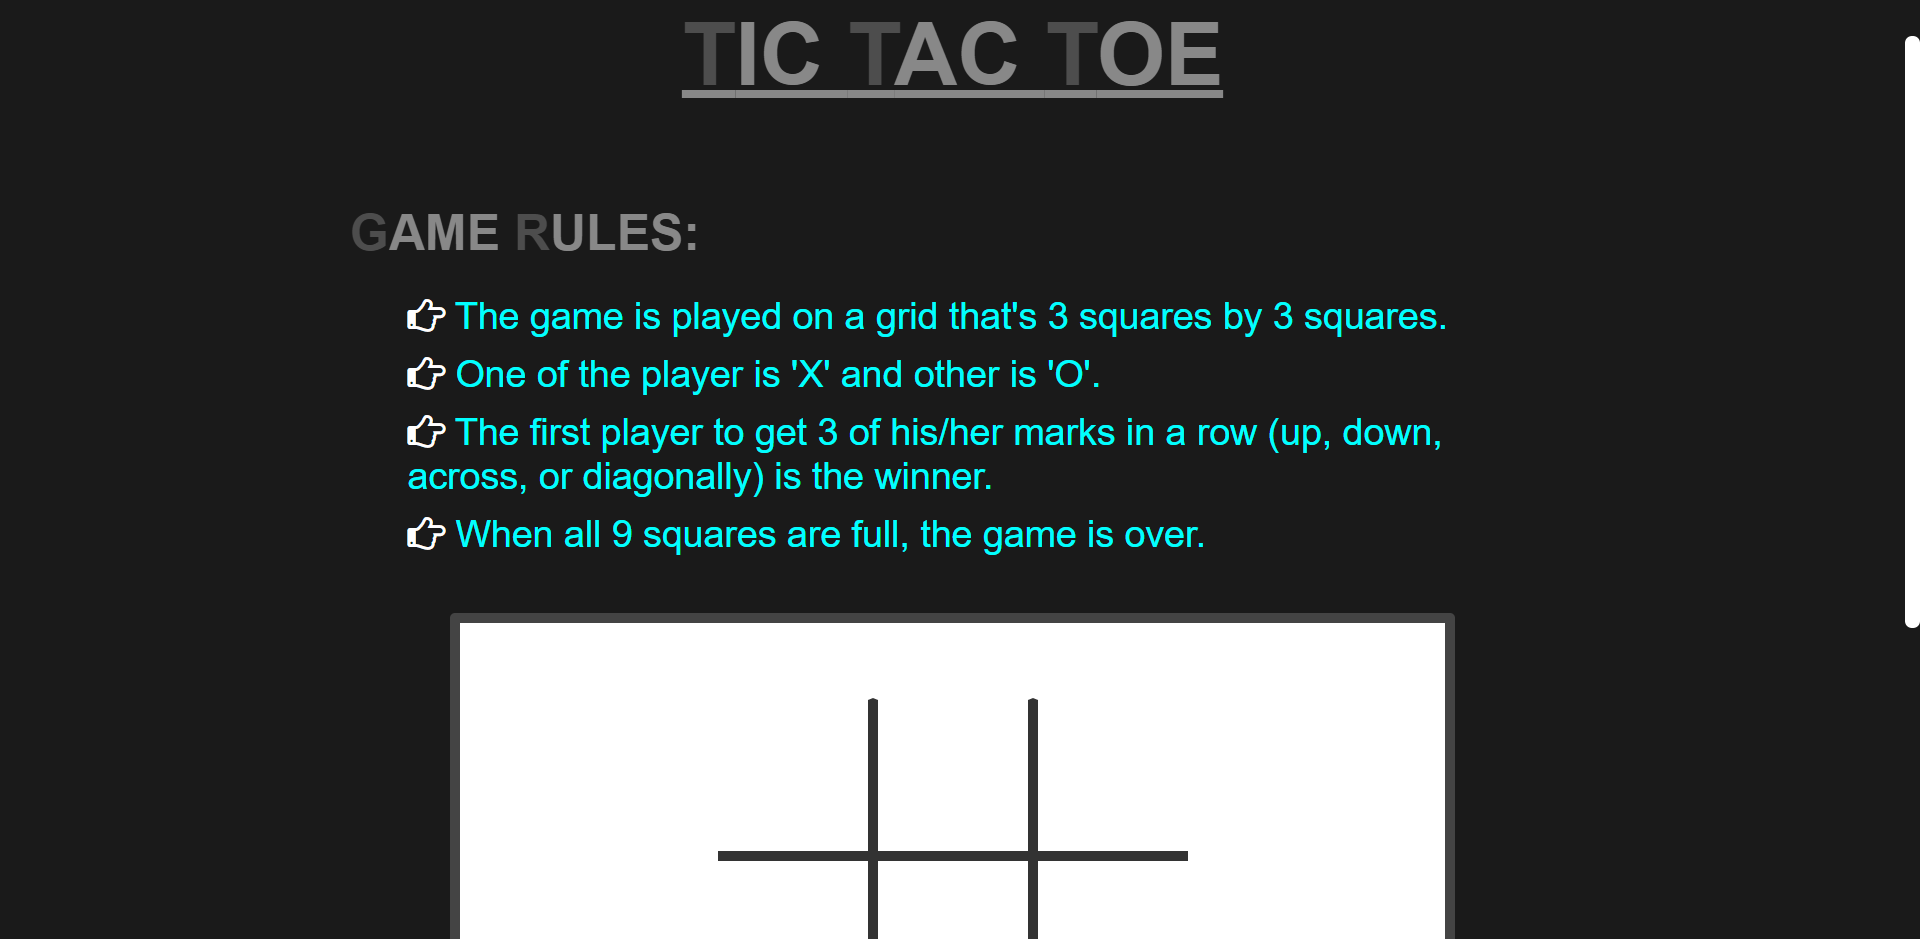 TIC TAC TOE
GAME RULES:
The game is played on a grid that's 3 squares by 3 squares.
One of the player is 'X' and other is 'O'.
The first player to get 3 of his/her marks in a row (up, down,
across, or diagonally) is the winner.
When all 9 squares are full, the game is over.